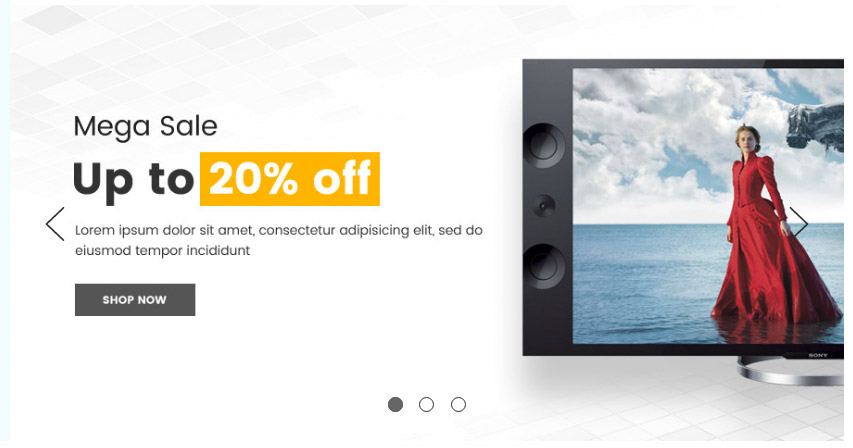 Mega Sale
Up to 20% off
Lorem ipsum dolor sit amet, consectetur adipisicing elit, sed do
eiusmod tempor incididunt
SHOP NOW
SONY